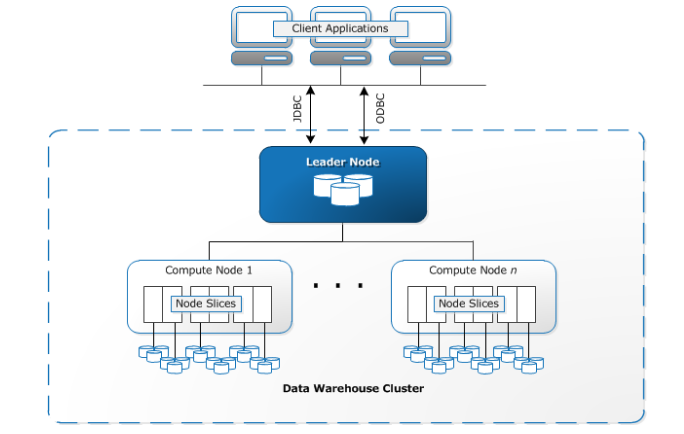 Client Applications
JDBC
ODBC
Leader Node
Compute Node 1
Compute Node n
Node Slices
Node Slices
Data Warehouse Cluster